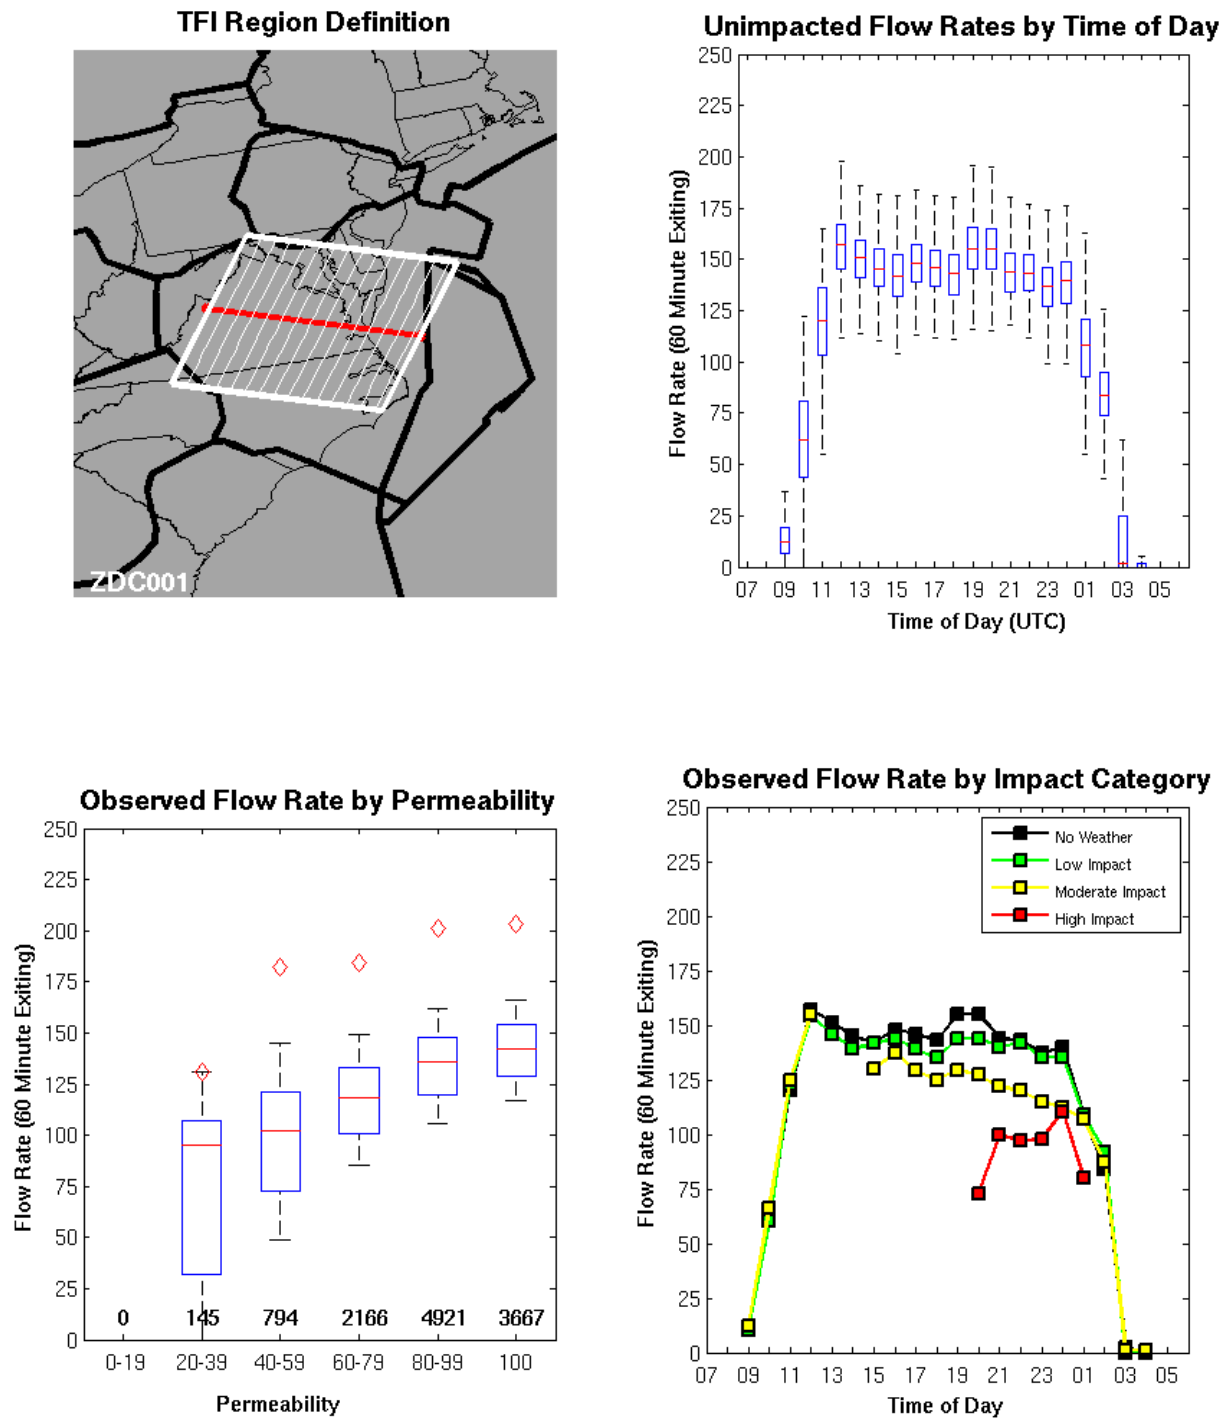 TFI Region Definition
ZDC001
Unimpacted Flow Rates by Time of Day
Flow Rate (60 Minute Exiting)
250
225
200
175
150
125
100
75
50
25
0
07 09 11 13 15 17 19 21 23 01 03 05
Time of Day (UTC)
Observed Flow Rate by Permeability
Flow Rate (60 Minute Exiting)
250
225
200
175
150
125
100
75
50
25
0
0 145 794 2166 4921 3667
0-19 20-39 40-59 60-79 80-99 100
Permeability
Observed Flow Rate by Impact Category
Flow Rate (60 Minute Exiting)
250
225
200
175
150
125
100
75
50
25
0
No Weather
Low Impact
Moderate Impact
High Impact
07 09 11 13 15 17 19 21 23 01 03 05
Time of Day